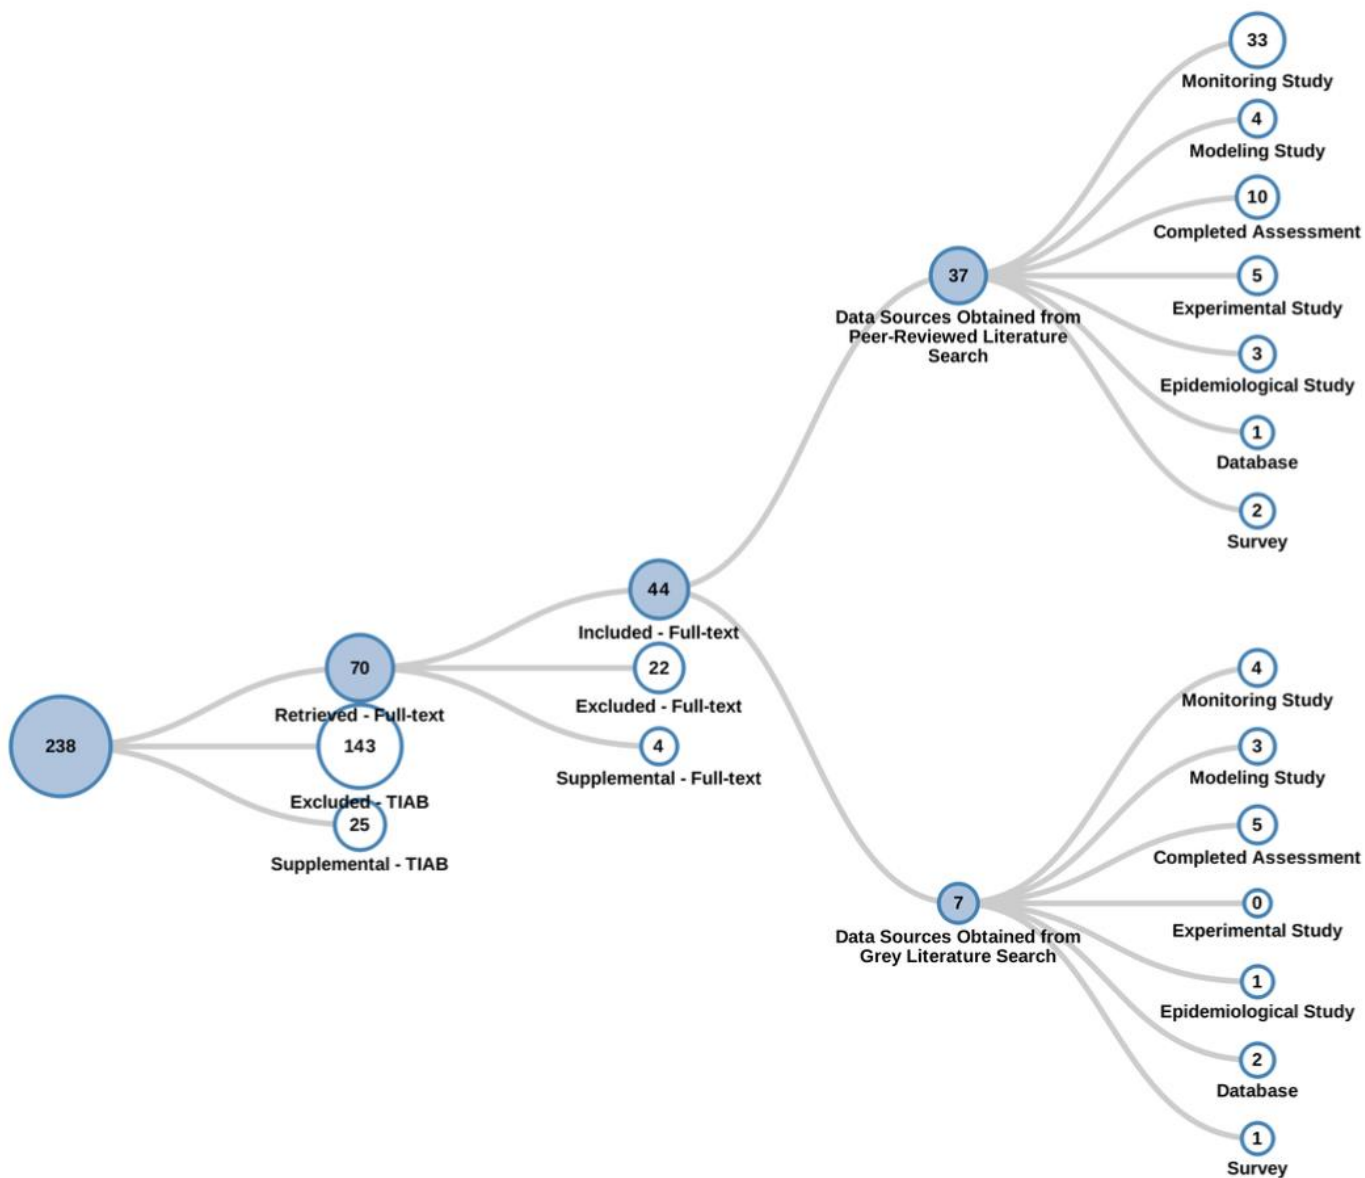 238
70
Retrieved - Full-text
143
Excluded - TIAB
25
Supplemental - TIAB
44
Included - Full-text
22
Excluded - Full-text
4
Supplemental - Full-text
37
Data Sources Obtained from
Peer-Reviewed Literature
Search
33
Monitoring Study
4
Modeling Study
10
Completed Assessment
5
Experimental Study
3
Epidemiological Study
1
Database
2
Survey
7
Data Sources Obtained from
Grey Literature Search
4
Monitoring Study
3
Modeling Study
5
Completed Assessment
0
Experimental Study
1
Epidemiological Study
2
Database
1
Survey